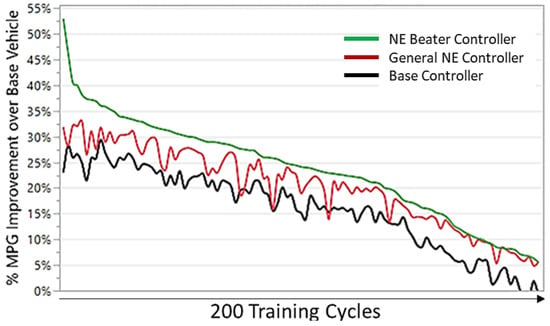 % MPG Improvement over Base Vehicle
55%
50%
45%
40%
35%
30%
25%
20%
15%
10%
5%
0%
NE Beater Controller
General NE Controller
Base Controller
200 Training Cycles